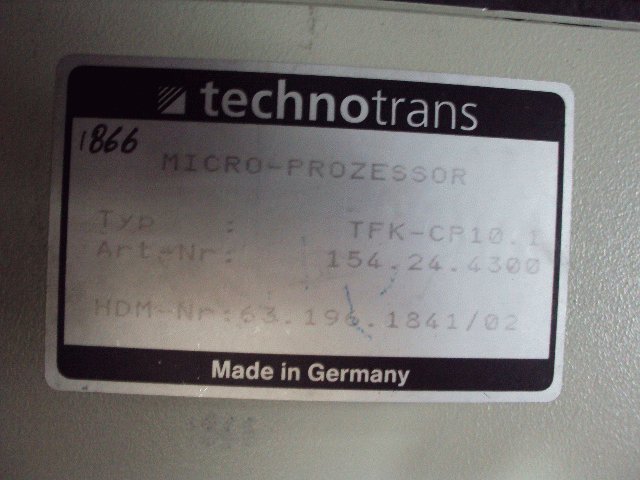 technotrans
1866
MICRO-PROZESSOR
Typ : TFK-CP10.1
Art-Nr: 154.24.4300
HDM-Nr:63.196.1841/02
Made in Germany